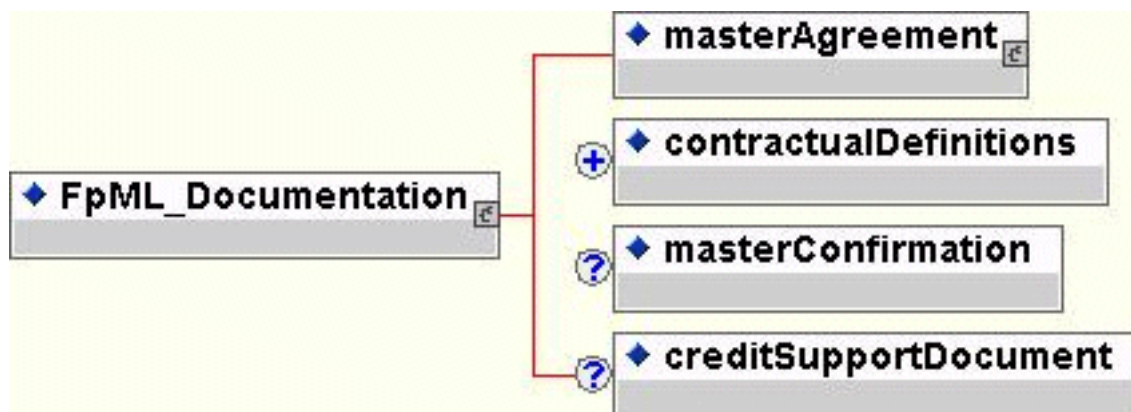 masterAgreement
+ contractualDefinitions
FpML_Documentation
? masterConfirmation
? creditSupportDocument